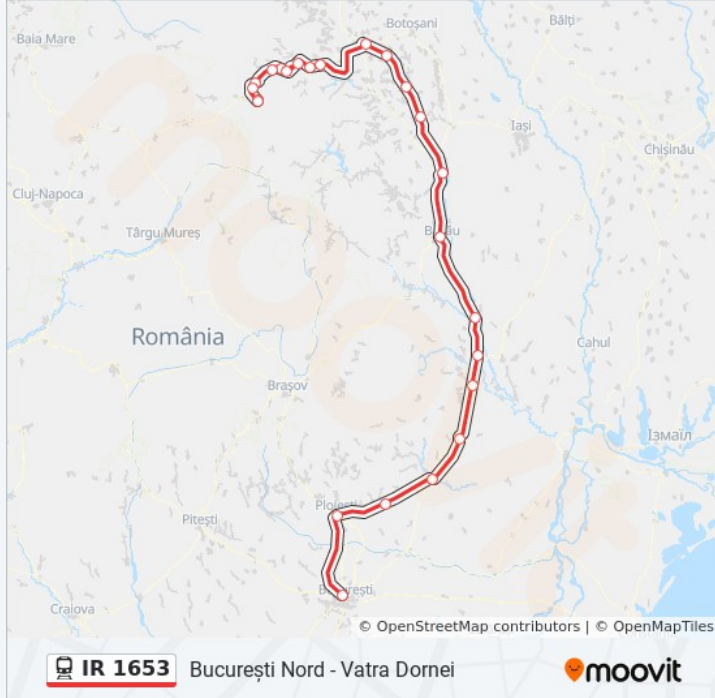 Botoșani
Bălți
Baia Mare
Iași
Chișinău
Cluj-Napoca
Târgu Mureș
Bacău
România
Cahul
Brașov
Ізмаїл
Ploiești
Pitești
București
Craiova
© OpenStreetMap contributors | © OpenMapTiles
IR 1653 București Nord - Vatra Dornei
moovit